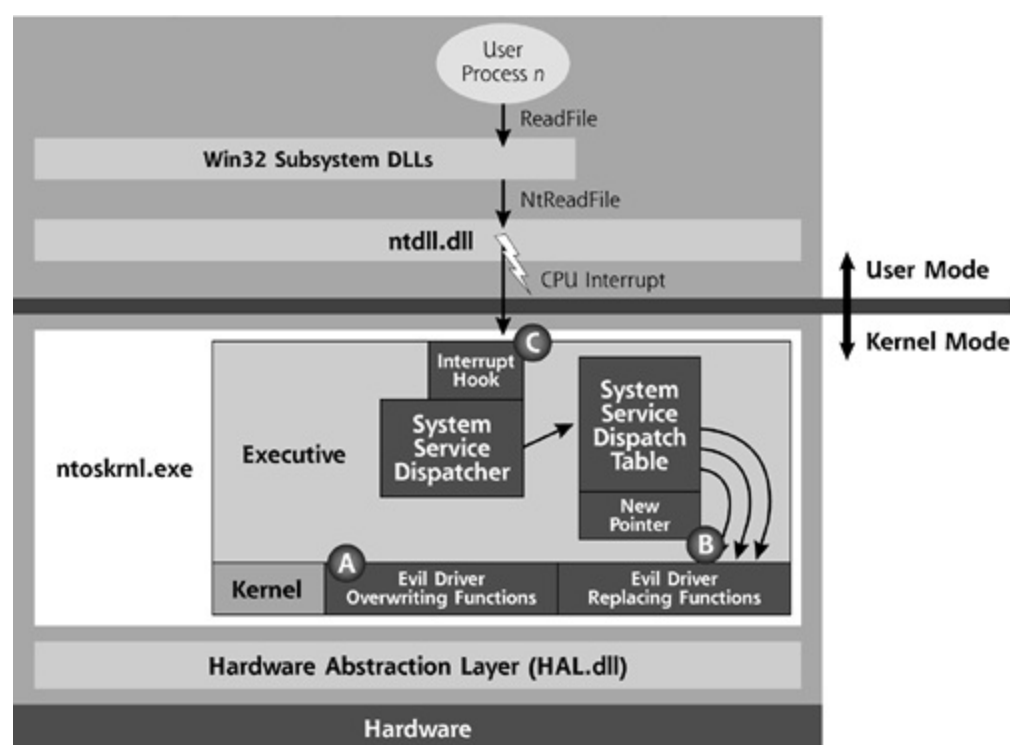 User
Process n
ReadFile
Win32 Subsystem DLLs
NtReadFile
ntdll.dll
CPU Interrupt
User Mode
Kernel Mode
C
Interrupt
Hook
System
Service
Dispatcher
System
Service
Dispatch
Table
New
Pointer
B
ntoskrnl.exe
Executive
A
Kernel
Evil Driver
Overwriting Functions
Evil Driver
Replacing Functions
Hardware Abstraction Layer (HAL.dll)
Hardware